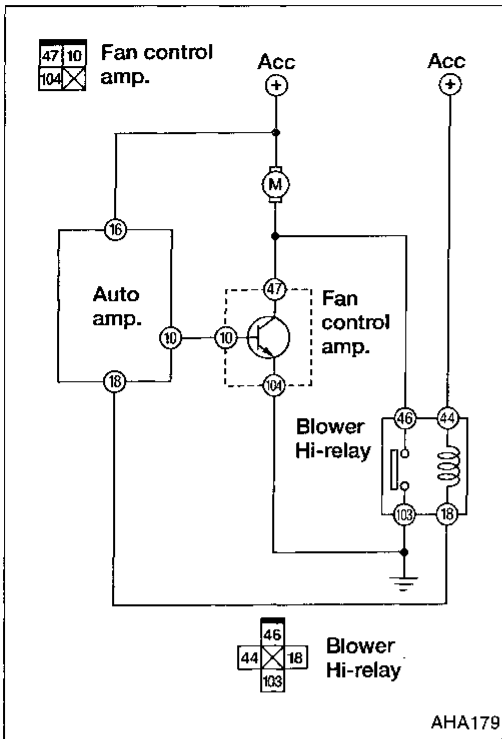 47 10
104
Fan control
amp.
Acc
Acc
+
+
M
16
Auto
amp.
10
18
47
10
104
Fan
control
amp.
Blower
Hi-relay
46
44
103
18
46
44 18
103
Blower
Hi-relay
AHA179